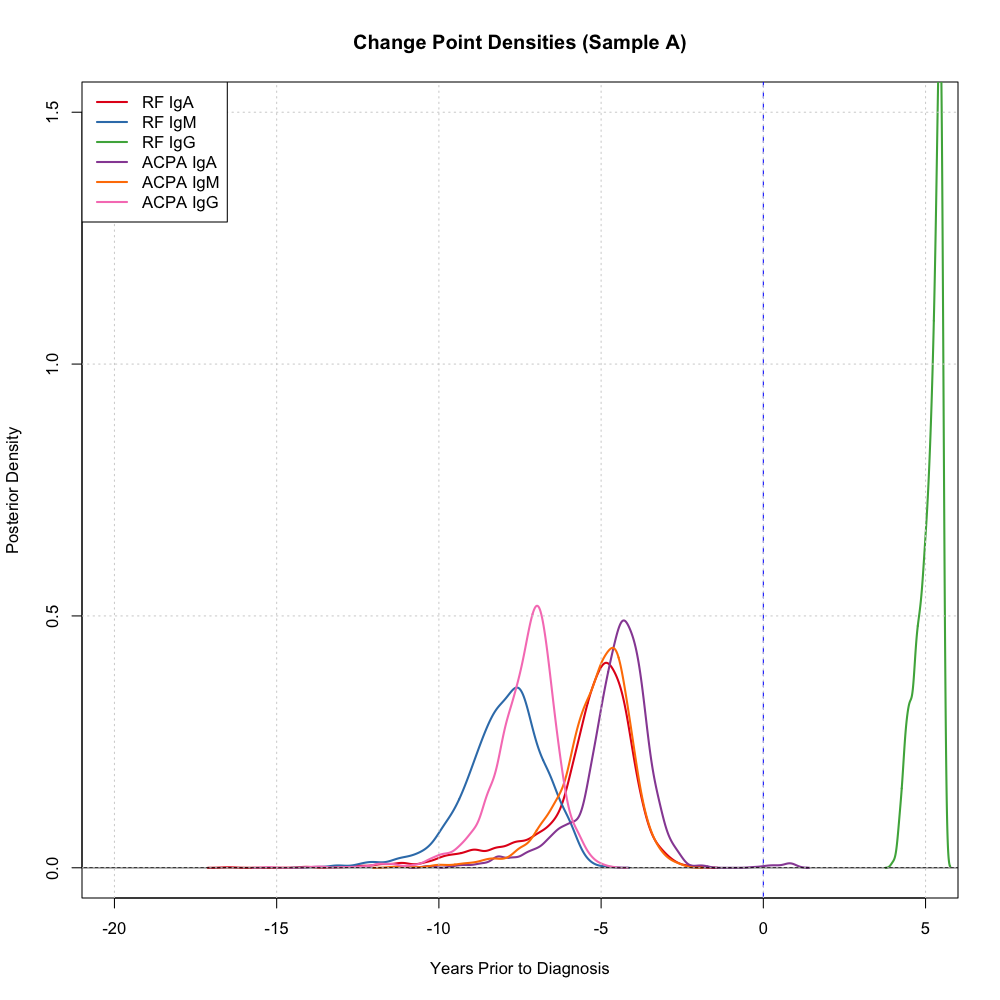 Change Point Densities (Sample A)
RF IgA
RF IgM
RF IgG
ACPA IgA
ACPA IgM
ACPA IgG
Posterior Density
1.5
1.0
0.5
0.0
-20 -15 -10 -5 0 5
Years Prior to Diagnosis